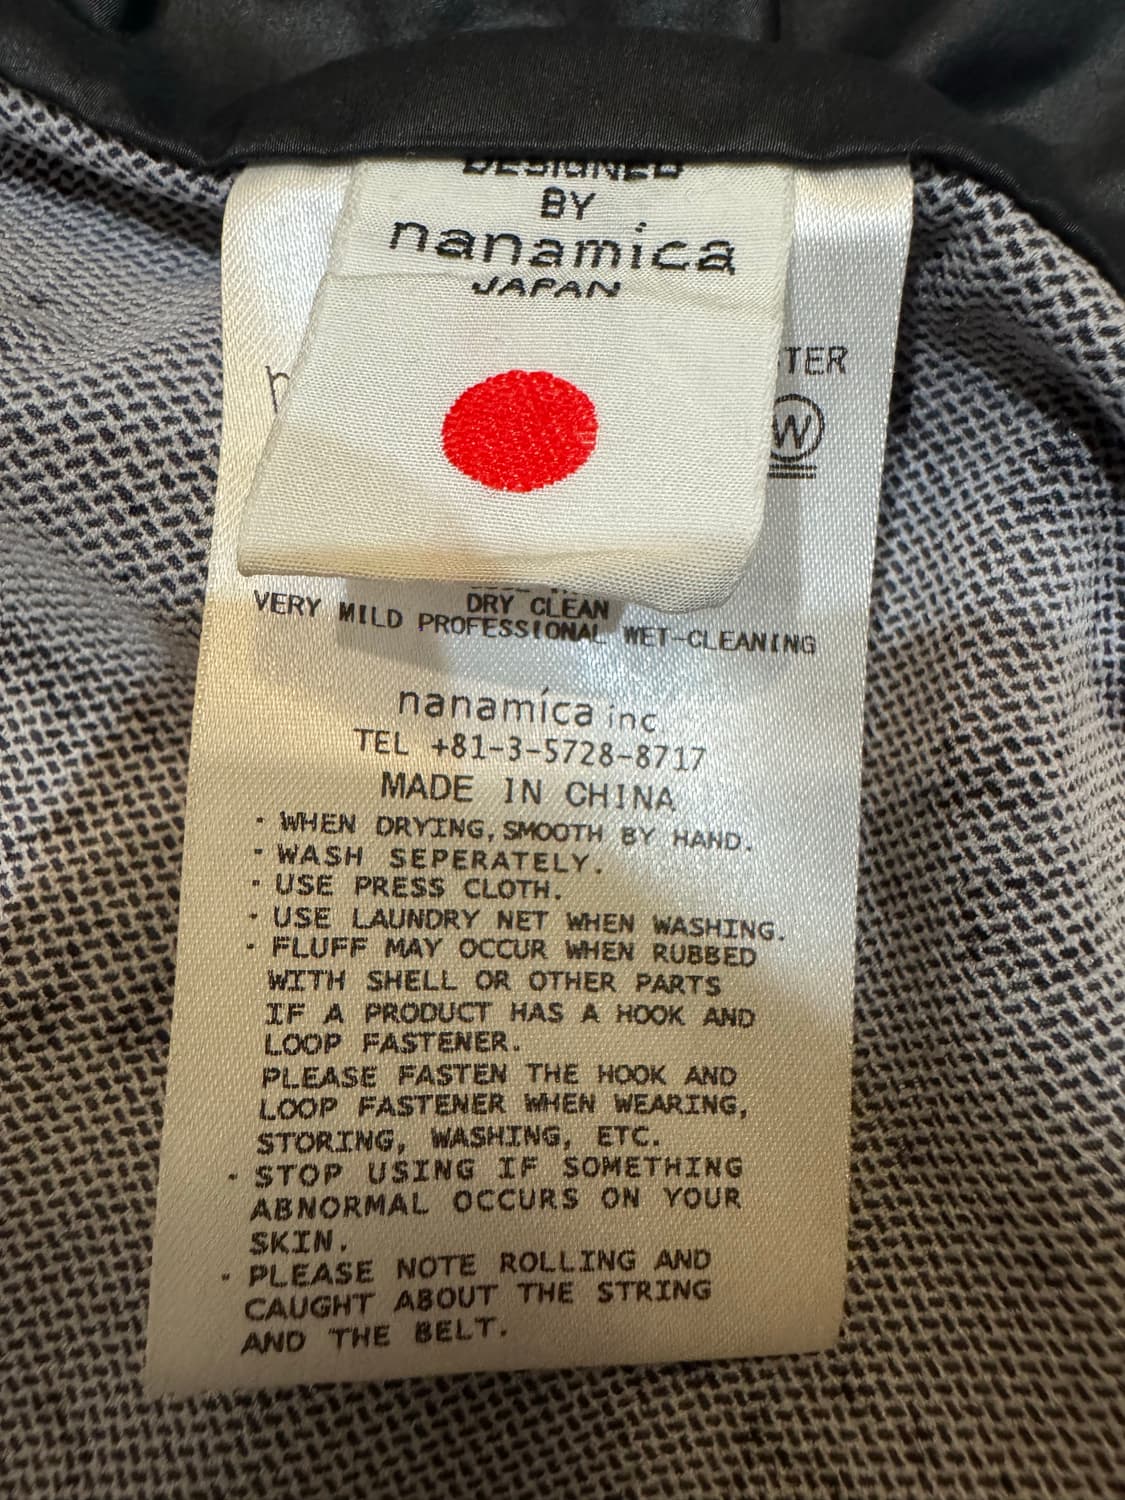 DESIGNED
BY
nanamica
JAPAN
W
DRY CLEAN
VERY MILD PROFESSIONAL WET-CLEANING
nanamica inc.
TEL +81-3-5728-8717
MADE IN CHINA
・WHEN DRYING, SMOOTH BY HAND.
・WASH SEPERATELY.
・USE PRESS CLOTH.
・USE LAUNDRY NET WHEN WASHING.
・FLUFF MAY OCCUR WHEN RUBBED
WITH SHELL OR OTHER PARTS
IF A PRODUCT HAS A HOOK AND
LOOP FASTENER.
PLEASE FASTEN THE HOOK AND
LOOP FASTENER WHEN WEARING,
STORING, WASHING, ETC.
・STOP USING IF SOMETHING
ABNORMAL OCCURS ON YOUR
SKIN.
・PLEASE NOTE ROLLING AND
CAUGHT ABOUT THE STRING
AND THE BELT.